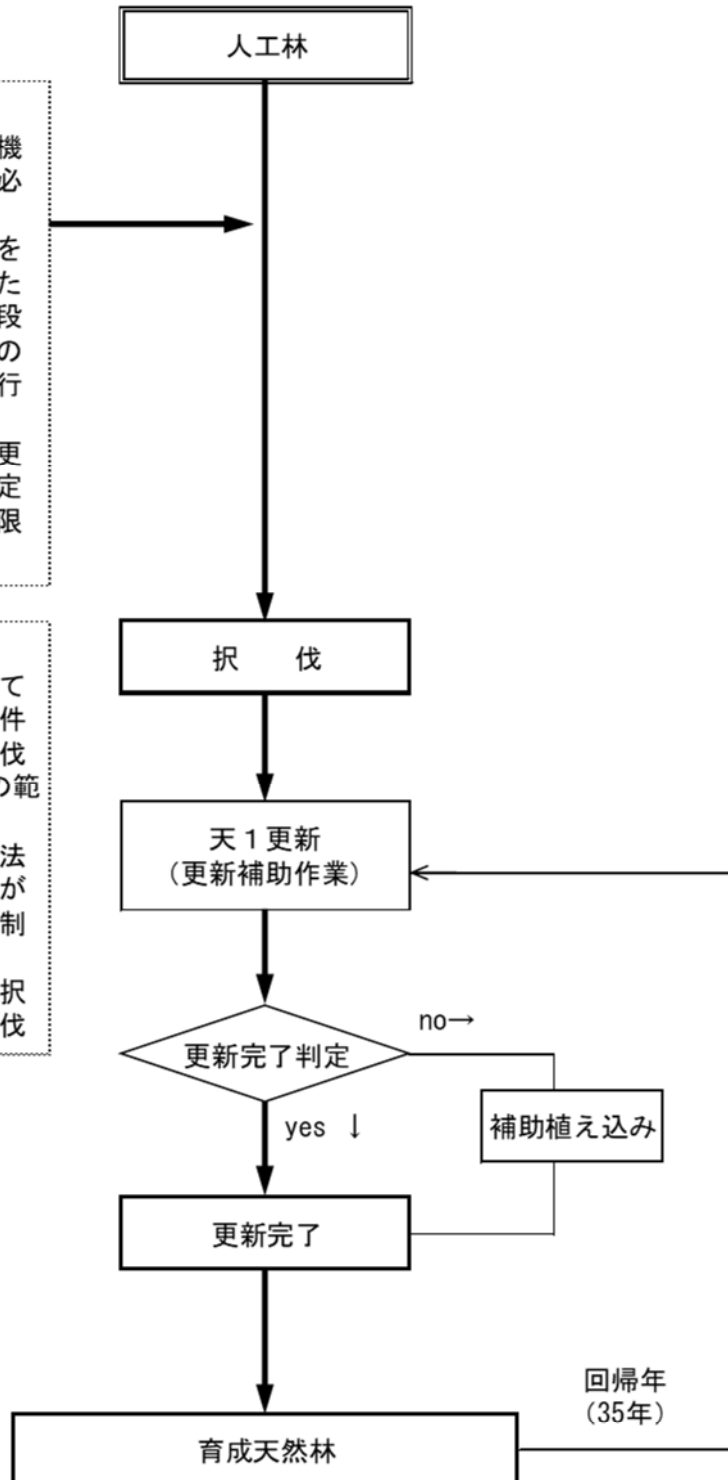 人工林
機
必
を
た
段
の
行
更
定
限
択　　伐
て
件
伐
の範
法
が
制
択
伐
天１更新
（更新補助作業）
更新完了判定
no→
yes ↓
補助植え込み
更新完了
回帰年
（35年）
育成天然林